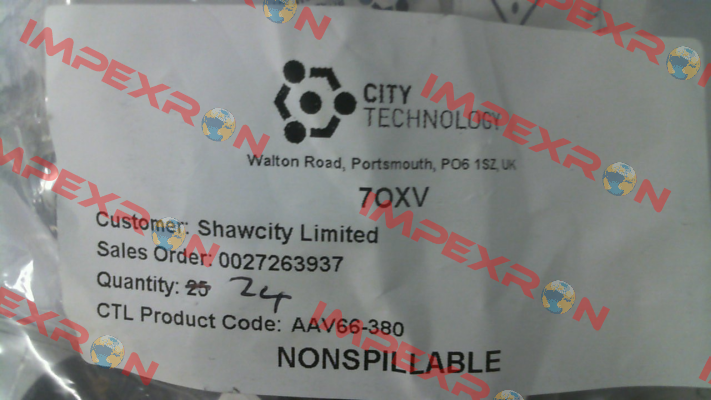 CITY
TECHNOLOGY
Walton Road, Portsmouth, PO6 1SZ, UK
7OXV
Customer: Shawcity Limited
Sales Order: 0027263937
Quantity: 25 24
CTL Product Code: AAV66-380
NONSPILLABLE
IMPEXRON
IMPEXRON
IMPEXRON
IMPEXRON
IMPEXRON
IMPEXRON